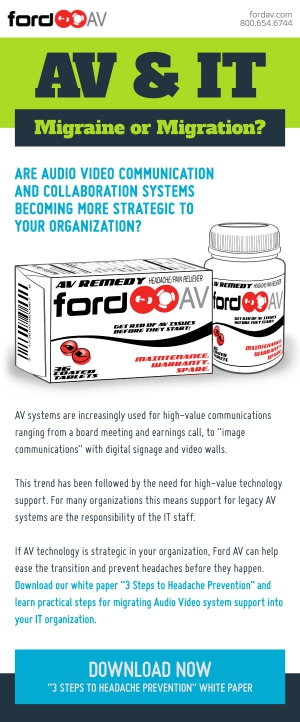 ford AV
fordav.com
800.654.6744
AV & IT
Migraine or Migration?
ARE AUDIO VIDEO COMMUNICATION
AND COLLABORATION SYSTEMS
BECOMING MORE STRATEGIC TO
YOUR ORGANIZATION?
AV REMEDY HEADACHE/PAIN RELIEVER
ford AV
GET RID OF AV ISSUES
BEFORE THEY START:
MAINTENANCE.
WARRANTY.
SPARE.
36
COATED
TABLETS
AV REMEDY HEADACHE/PAIN RELIEVER
ford AV
GET RID OF AV ISSUES
BEFORE THEY START:
MAINTENANCE.
WARRANTY.
SPARE.
AV systems are increasingly used for high-value communications
ranging from a board meeting and earnings call, to "image
communications" with digital signage and video walls.
This trend has been followed by the need for high-value technology
support. For many organizations this means support for legacy AV
systems are the responsibility of the IT staff.
If AV technology is strategic in your organization, Ford AV can help
ease the transition and prevent headaches before they happen.
Download our white paper "3 Steps to Headache Prevention" and
learn practical steps for migrating Audio Video system support into
your IT organization.
DOWNLOAD NOW
"3 STEPS TO HEADACHE PREVENTION" WHITE PAPER